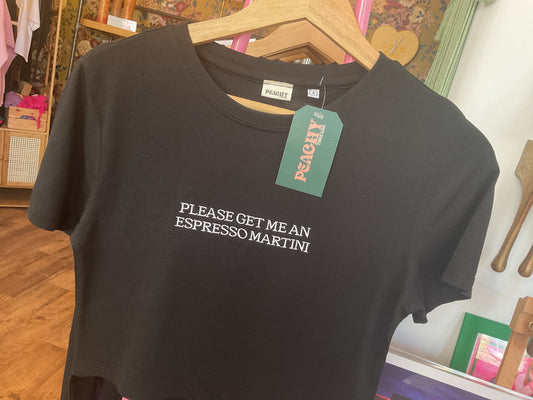 PEACHY
PEACHY
PLEASE GET ME AN
ESPRESSO MARTINI